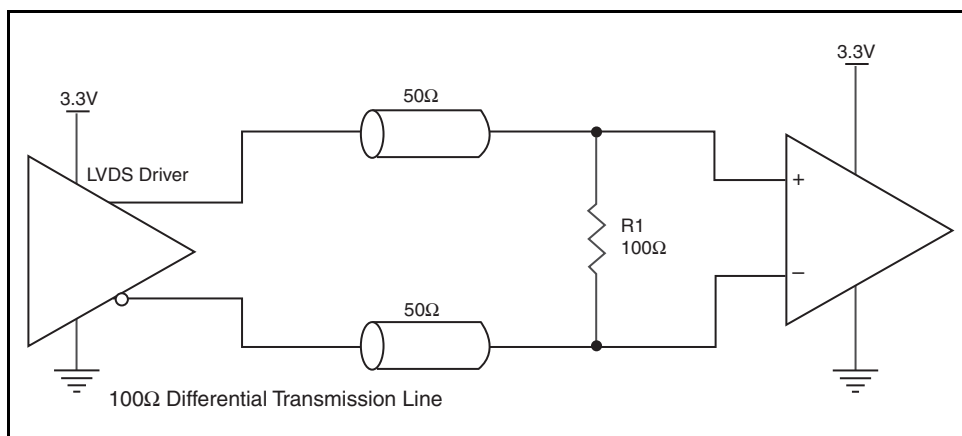 3.3V
LVDS Driver
50Ω
3.3V
+
R1
100Ω
−
50Ω
100Ω Differential Transmission Line